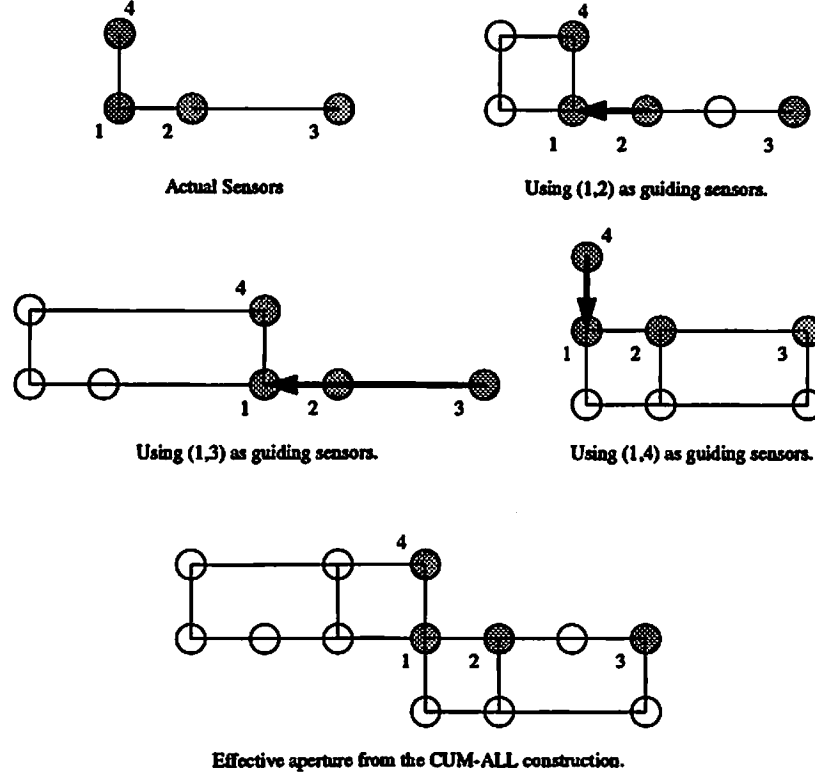 4
1 2 3
Actual Sensors
4
1 2 3
Using (1,2) as guiding sensors.
4
1 2 3
Using (1,3) as guiding sensors.
4
1 2 3
Using (1,4) as guiding sensors.
4
1 2 3
Effective aperture from the CUM-ALL construction.